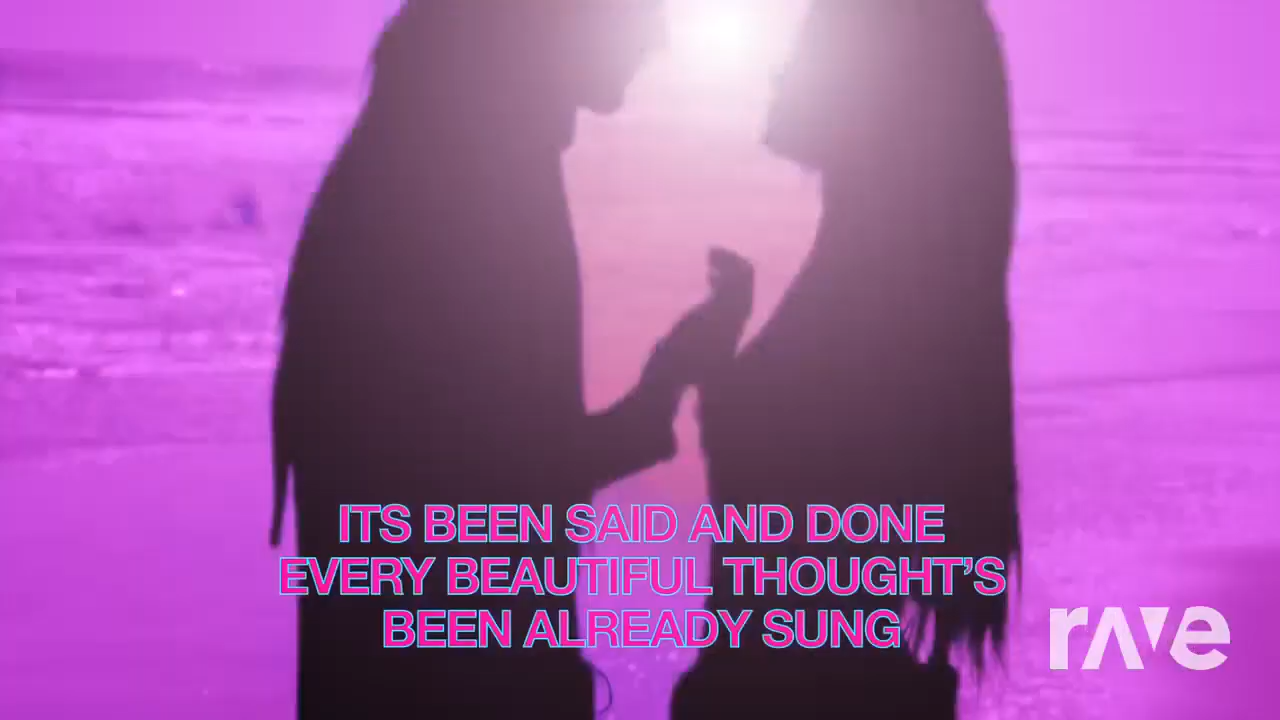 ITS BEEN SAID AND DONE
EVERY BEAUTIFUL THOUGHT’S
BEEN ALREADY SUNG
rave